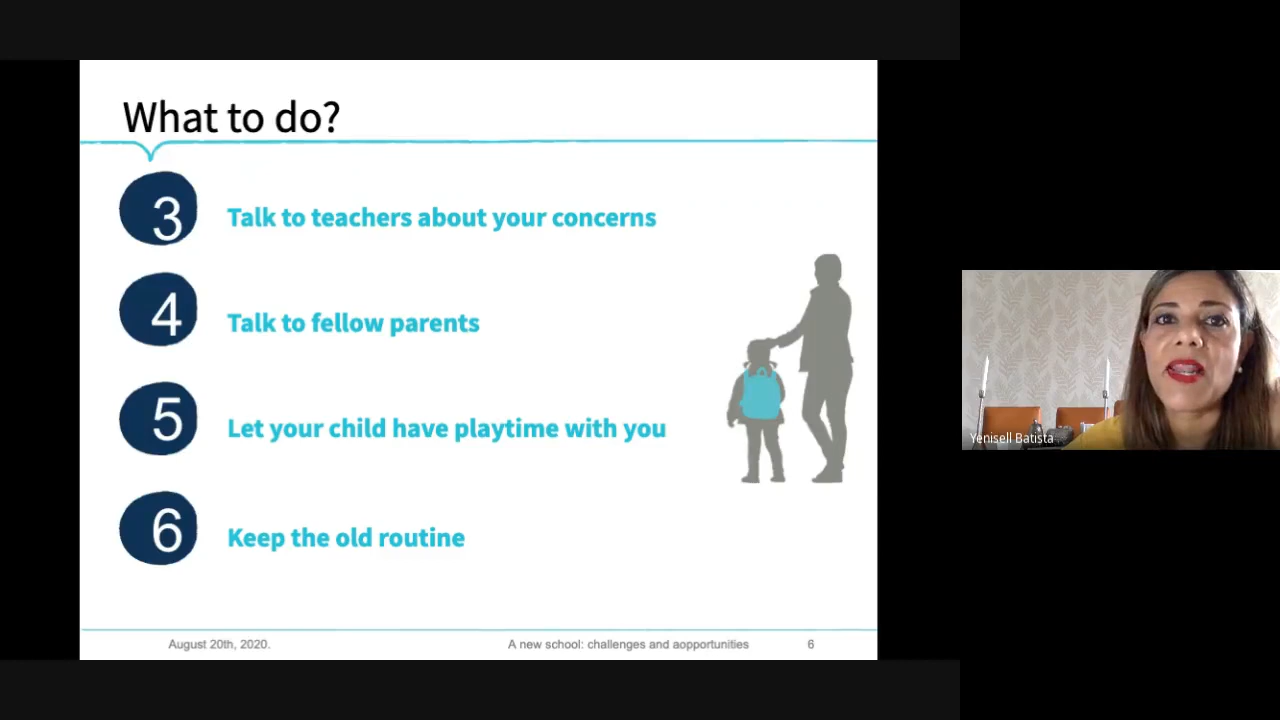 What to do?
3
Talk to teachers about your concerns
4
Talk to fellow parents
5
Let your child have playtime with you
6
Keep the old routine
August 20th, 2020.
A new school: challenges and aopportunities
6
Yenisell Batista